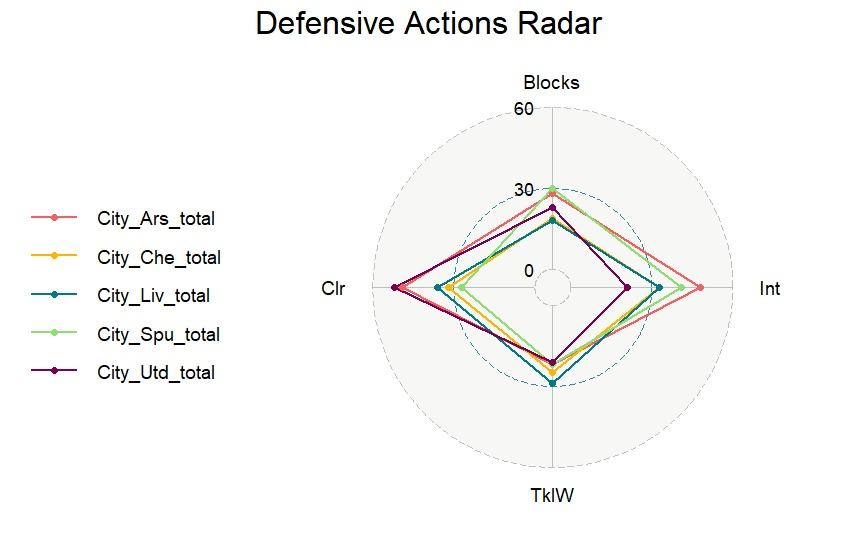 Defensive Actions Radar
Blocks
60
30
0
Clr
Int
TklW
City_Ars_total
City_Che_total
City_Liv_total
City_Spu_total
City_Utd_total